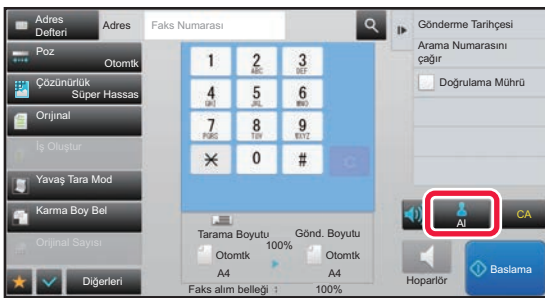 Adres
Defteri
Adres
Faks Numarası
Poz
Otomtk
Çözünürlük
Süper Hassas
Orıjınal
İş Oluştur
Yavaş Tara Mod
Karma Boy Bel
Orıjınal Sayısı
Diğerleri
1
2
ABC
3
DEF
4
GHI
5
JKL
6
MNO
7
PQRS
8
TUV
9
WXYZ
0
#
C
Tarama Boyutu
Gönd. Boyutu
100%
Otomtk
Otomtk
A4
A4
Faks alım belleği : 100%
Gönderme Tarihçesi
Arama Numarasını
çağır
Doğrulama Mührü
Al
CA
Hoparlör
Baslama